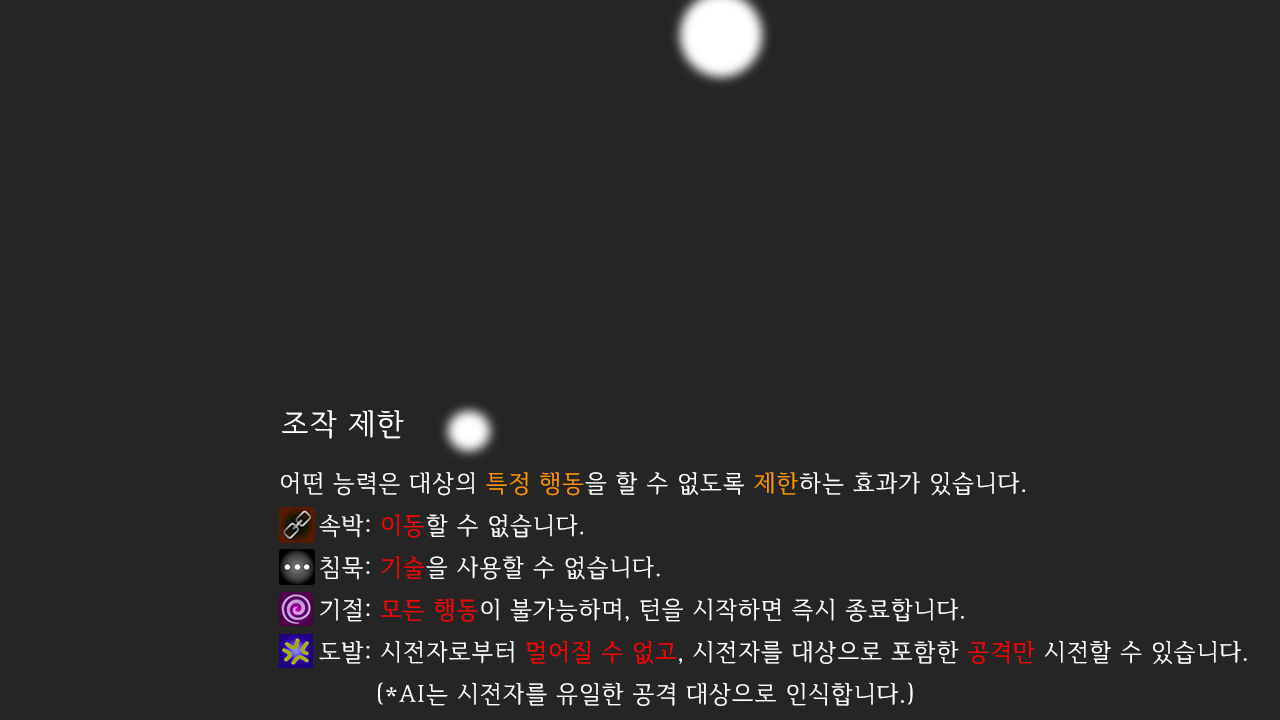 조작 제한
어떤 능력은 대상의 특정 행동을 할 수 없도록 제한하는 효과가 있습니다.
속박: 이동할 수 없습니다.
침묵: 기술을 사용할 수 없습니다.
기절: 모든 행동이 불가능하며, 턴을 시작하면 즉시 종료합니다.
도발: 시전자로부터 멀어질 수 없고, 시전자를 대상으로 포함한 공격만 시전할 수 있습니다.
(*AI는 시전자를 유일한 공격 대상으로 인식합니다.)